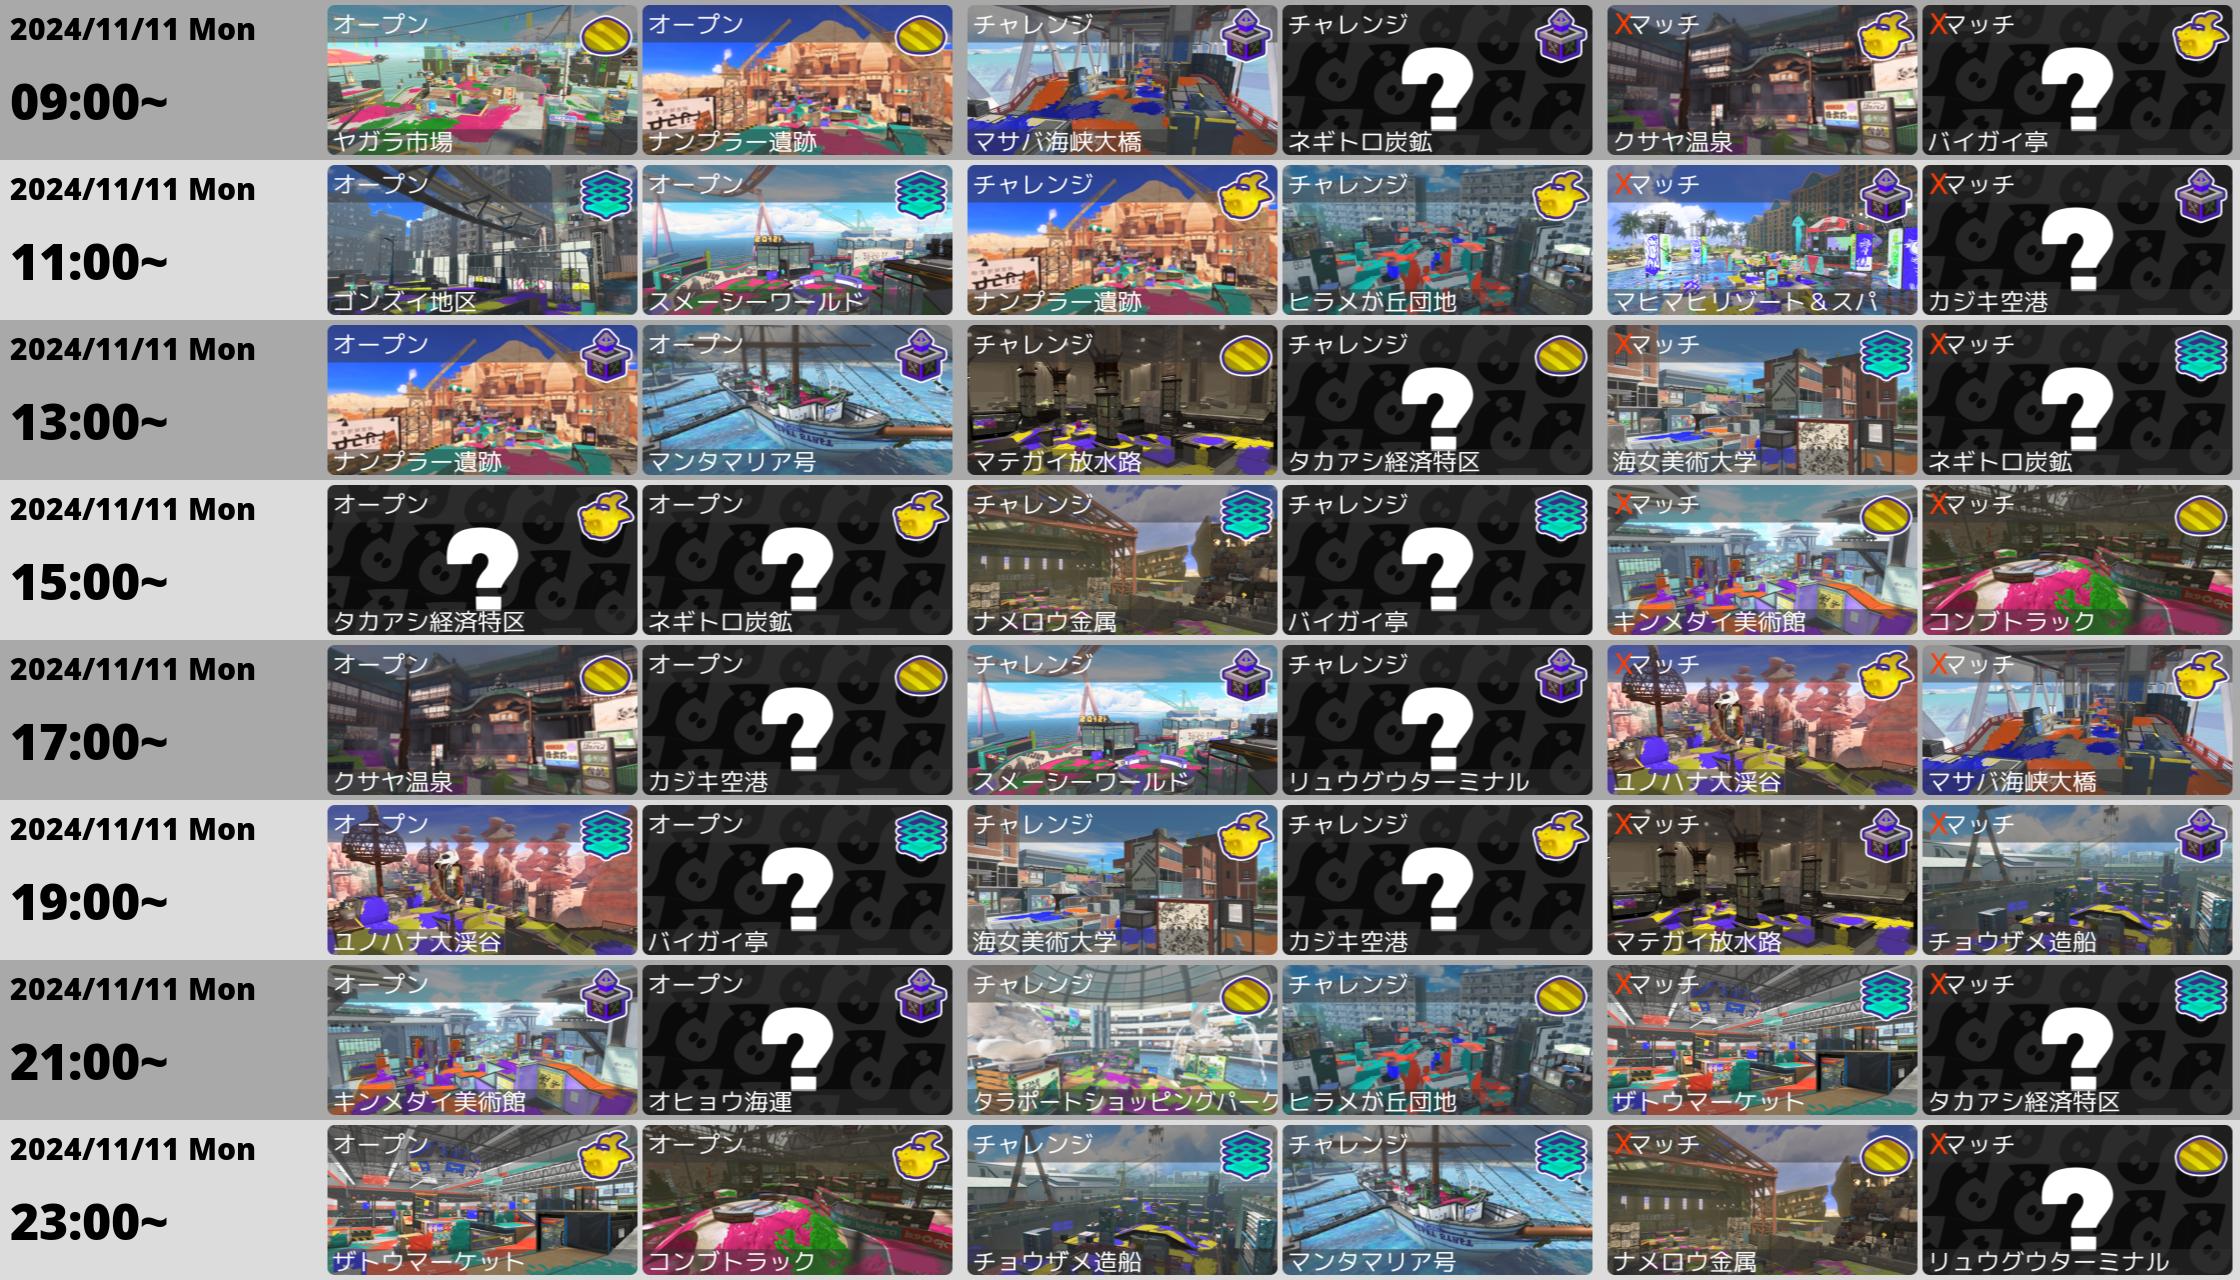 2024/11/11 Mon
09:00~
オープン
ヤガラ市場
オープン
ナンプラー遺跡
チャレンジ
マサバ海峡大橋
チャレンジ
ネギトロ炭鉱
Xマッチ
クサヤ温泉
Xマッチ
バイガイ亭
2024/11/11 Mon
11:00~
オープン
ゴンズイ地区
オープン
スメーシーワールド
チャレンジ
ナンプラー遺跡
チャレンジ
ヒラメが丘団地
Xマッチ
マヒマヒリゾート＆スパ
Xマッチ
カジキ空港
2024/11/11 Mon
13:00~
オープン
ナンプラー遺跡
オープン
マンタマリア号
チャレンジ
マテガイ放水路
チャレンジ
タカアシ経済特区
Xマッチ
海女美術大学
Xマッチ
ネギトロ炭鉱
2024/11/11 Mon
15:00~
オープン
タカアシ経済特区
オープン
ネギトロ炭鉱
チャレンジ
ナメロウ金属
チャレンジ
バイガイ亭
Xマッチ
キンメダイ美術館
Xマッチ
コンブトラック
2024/11/11 Mon
17:00~
オープン
クサヤ温泉
オープン
カジキ空港
チャレンジ
スメーシーワールド
チャレンジ
リュウグウターミナル
Xマッチ
ユノハナ大渓谷
Xマッチ
マサバ海峡大橋
2024/11/11 Mon
19:00~
オープン
ユノハナ大渓谷
オープン
バイガイ亭
チャレンジ
海女美術大学
チャレンジ
カジキ空港
Xマッチ
マテガイ放水路
Xマッチ
チョウザメ造船
2024/11/11 Mon
21:00~
オープン
キンメダイ美術館
オープン
オヒョウ海運
チャレンジ
タラポートショッピングパーク
チャレンジ
ヒラメが丘団地
Xマッチ
ザトウマーケット
Xマッチ
タカアシ経済特区
2024/11/11 Mon
23:00~
オープン
ザトウマーケット
オープン
コンブトラック
チャレンジ
チョウザメ造船
チャレンジ
マンタマリア号
Xマッチ
ナメロウ金属
Xマッチ
リュウグウターミナル